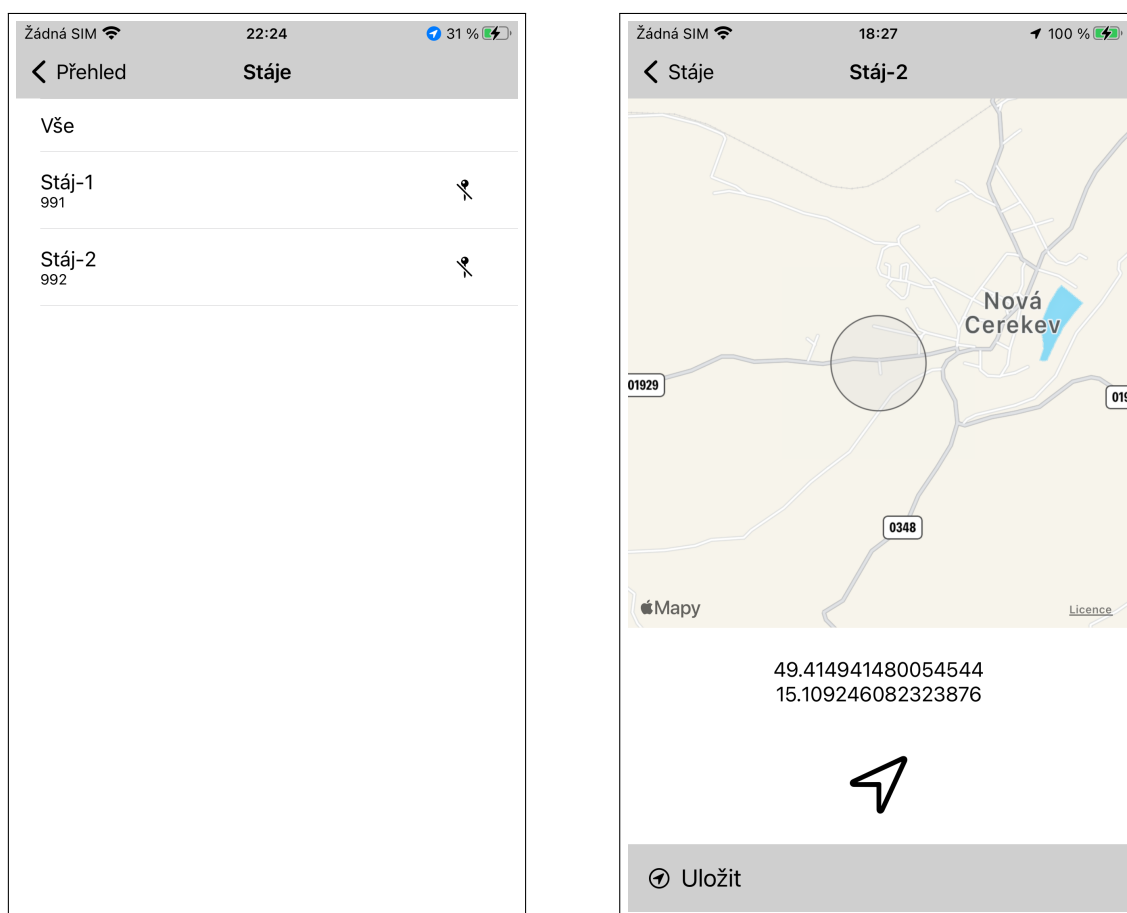 Žádná SIM 22:24 31 %
Přehled Stáje
Vše
Stáj-1
991
Stáj-2
992
Žádná SIM 18:27 100 %
Stáje Stáj-2
Nová
Cerekev
01929
019
0348
Mapy Licence
49.414941480054544
15.109246082323876
Uložit